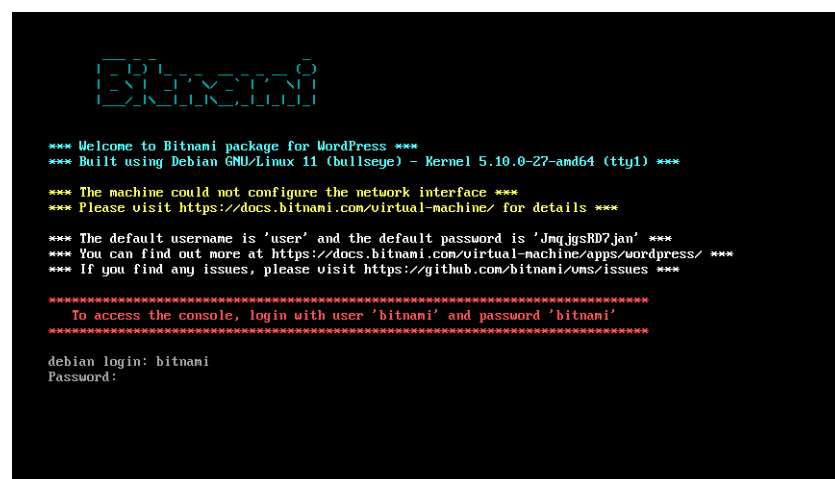 Bitnami
*** Welcome to Bitnami package for WordPress ***
*** Built using Debian GNU/Linux 11 (bullseye) - Kernel 5.10.0-27-amd64 (tty1) ***
*** The machine could not configure the network interface ***
*** Please visit https://docs.bitnami.com/virtual-machine/ for details ***
*** The default username is 'user' and the default password is 'JmqjgsRD7jan' ***
*** You can find out more at https://docs.bitnami.com/virtual-machine/apps/wordpress/ ***
*** If you find any issues, please visit https://github.com/bitnami/vms/issues ***
******************************************************************************
To access the console, login with user 'bitnami' and password 'bitnami'
******************************************************************************
debian login: bitnami
Password: